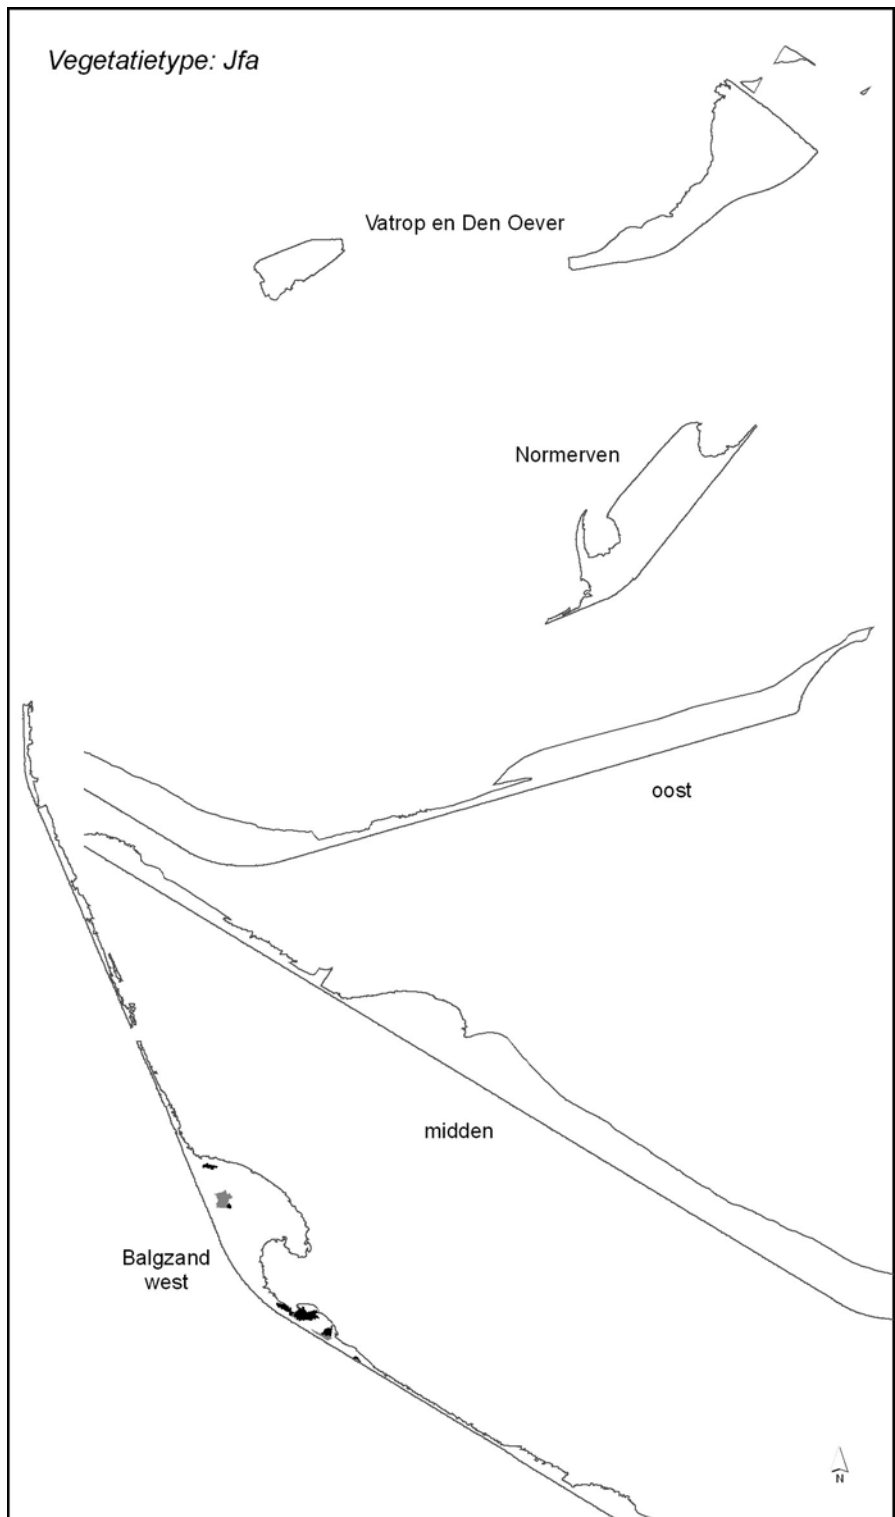 Vegetatietype: Jfa
Vatrop en Den Oever
Normerven
oost
midden
Balgzand
west
N